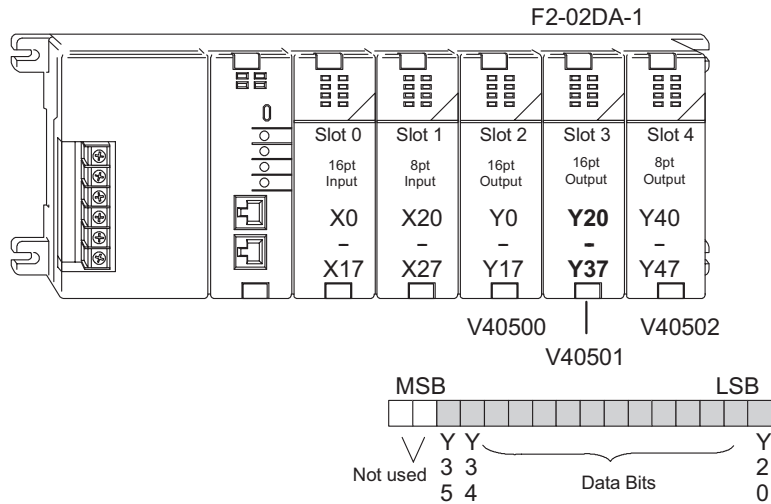 F2-02DA-1
Slot 0 Slot 1 Slot 2 Slot 3 Slot 4
16pt 8pt 16pt 16pt 8pt
Input Input Output Output Output
X0 X20 Y0 Y20 Y40
– – – – –
X17 X27 Y17 Y37 Y47
V40500 V40502
V40501
MSB LSB
Y Y Y
3 3 2
5 4 0
Not used Data Bits